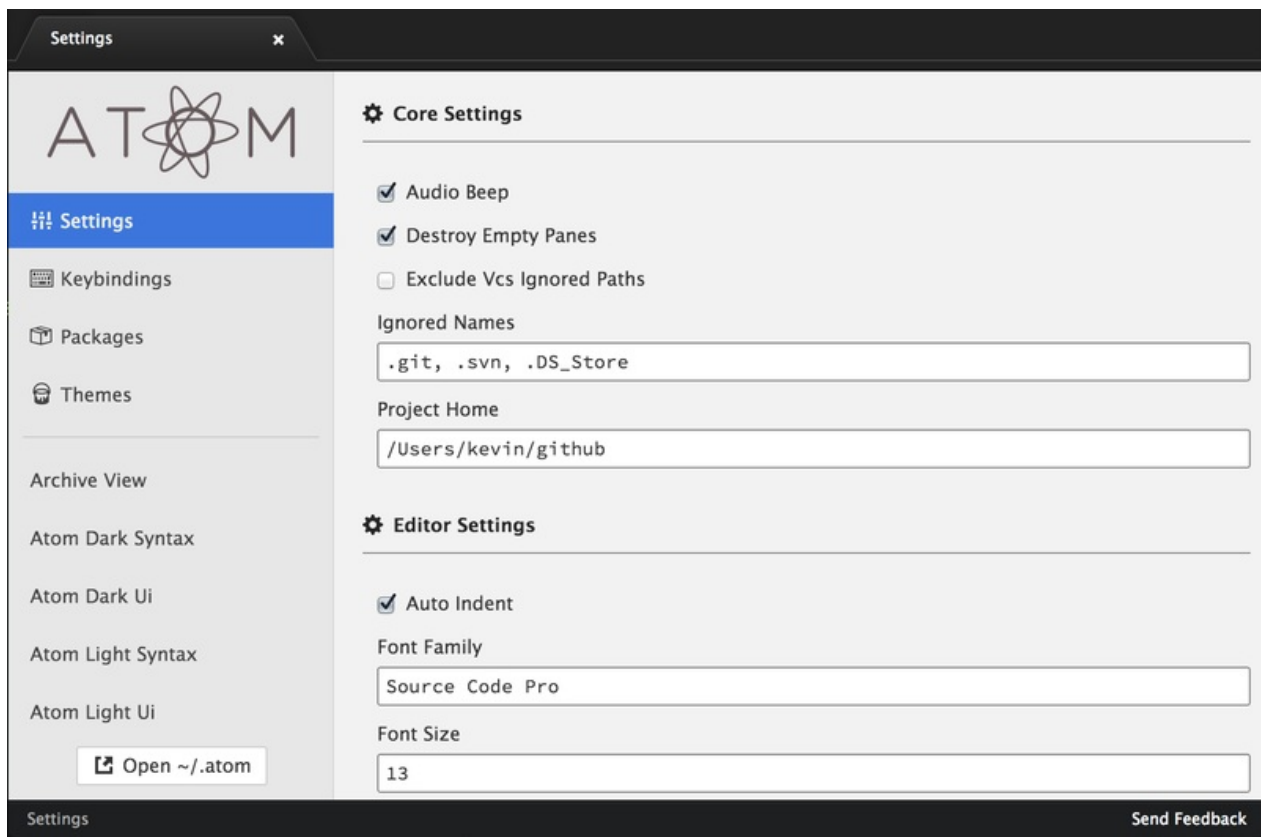 Settings
ATOM
Settings
Keybindings
Packages
Themes
Archive View
Atom Dark Syntax
Atom Dark Ui
Atom Light Syntax
Atom Light Ui
Open ~/.atom
Core Settings
Audio Beep
Destroy Empty Panes
Exclude Vcs Ignored Paths
Ignored Names
.git, .svn, .DS_Store
Project Home
/Users/kevin/github
Editor Settings
Auto Indent
Font Family
Source Code Pro
Font Size
13
Settings
Send Feedback